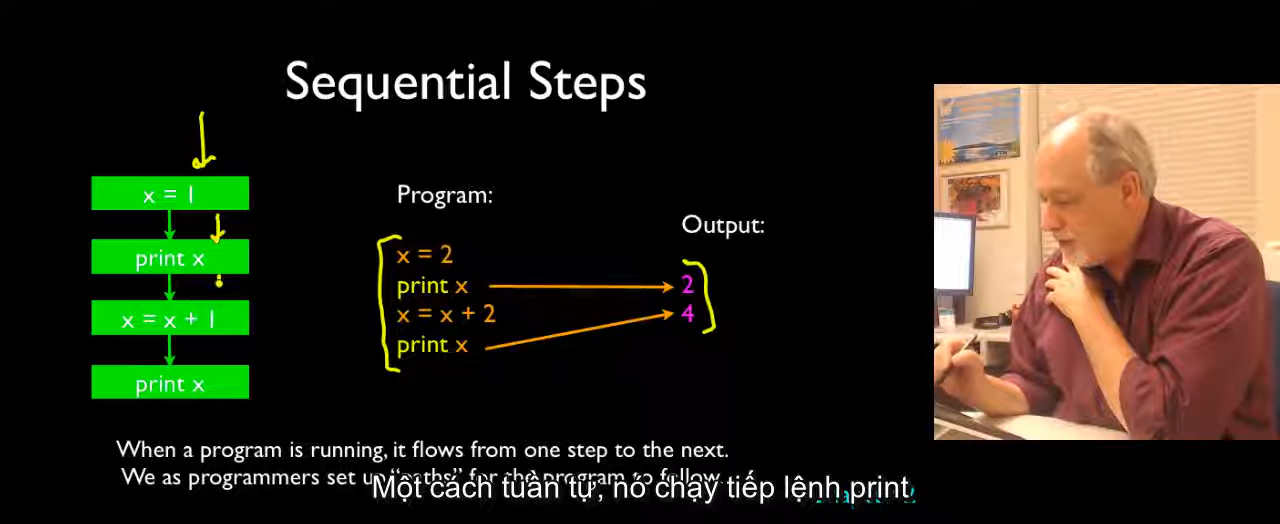 Sequential Steps
x = 1
print x
x = x + 1
print x
Program:
x = 2
print x
x = x + 2
print x
Output:
2
4
When a program is running, it flows from one step to the next.
We as programmers set up “paths” for the program to follow.
Một cách tuần tự, nó chạy tiếp lệnh print